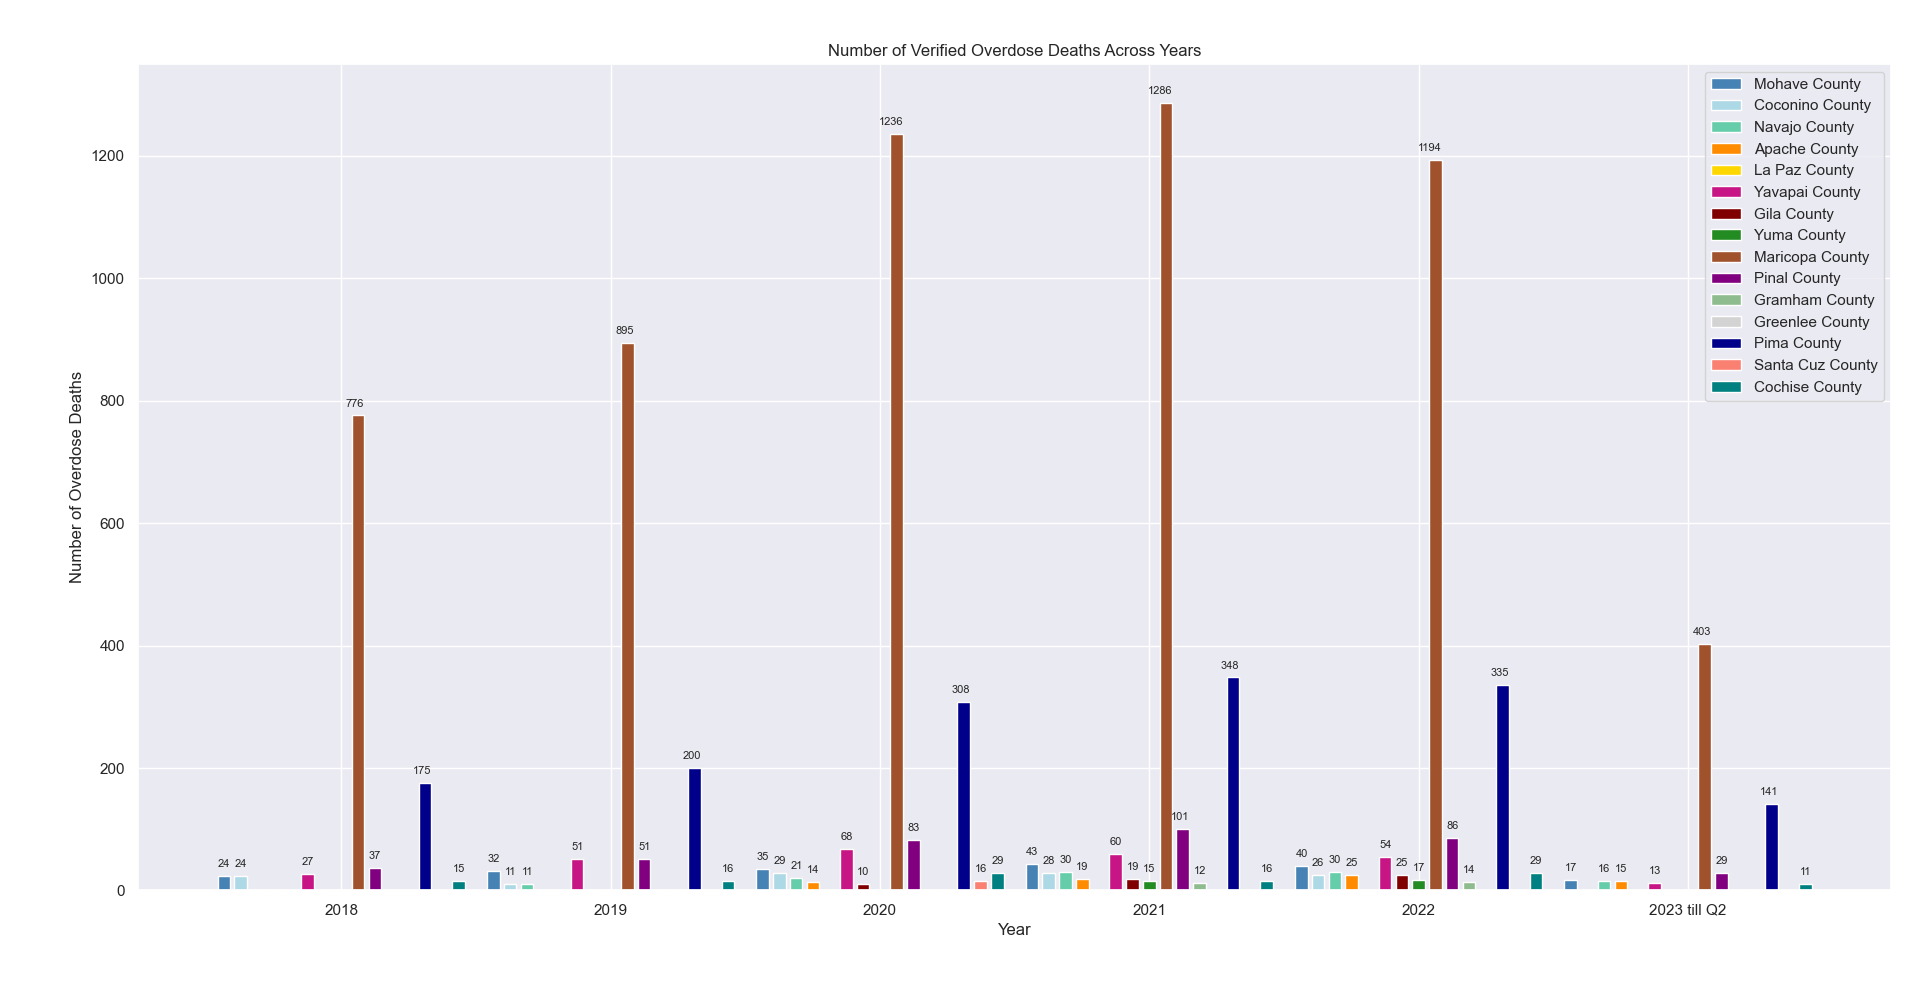 Number of Verified Overdose Deaths Across Years
Mohave County
Coconino County
Navajo County
Apache County
La Paz County
Yavapai County
Gila County
Yuma County
Maricopa County
Pinal County
Gramham County
Greenlee County
Pima County
Santa Cuz County
Cochise County
Number of Overdose Deaths
1200
1000
800
600
400
200
0
24 24 27 776 37 175 15
32 11 11 51 895 51 200 16
35 29 21 14 68 10 1236 83 308 16 29
43 28 30 19 60 19 15 1286 101 12 348 16
40 26 30 25 54 25 17 1194 86 14 335 29
17 16 15 13 403 29 141 11
2018 2019 2020 2021 2022 2023 till Q2
Year